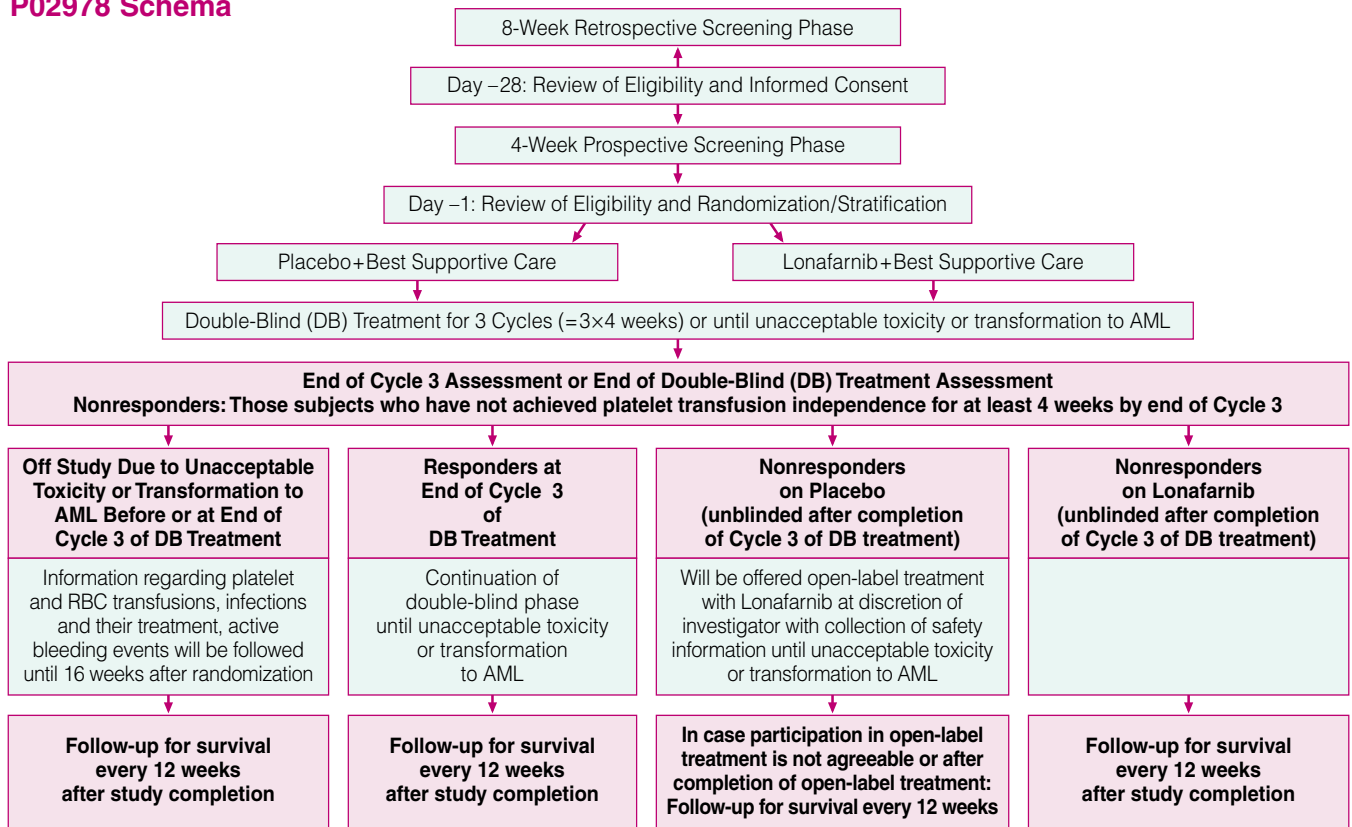 P02978 Schema
8-Week Retrospective Screening Phase
Day –28: Review of Eligibility and Informed Consent
4-Week Prospective Screening Phase
Day –1: Review of Eligibility and Randomization/Stratification
Placebo+Best Supportive Care
Lonafarnib+Best Supportive Care
Double-Blind (DB) Treatment for 3 Cycles (=3×4 weeks) or until unacceptable toxicity or transformation to AML
End of Cycle 3 Assessment or End of Double-Blind (DB) Treatment Assessment
Nonresponders: Those subjects who have not achieved platelet transfusion independence for at least 4 weeks by end of Cycle 3
Off Study Due to Unacceptable
Toxicity or Transformation to
AML Before or at End of
Cycle 3 of DB Treatment
Information regarding platelet
and RBC transfusions, infections
and their treatment, active
bleeding events will be followed
until 16 weeks after randomization
Follow-up for survival
every 12 weeks
after study completion
Responders at
End of Cycle 3
of
DB Treatment
Continuation of
double-blind phase
until unacceptable toxicity
or transformation
to AML
Follow-up for survival
every 12 weeks
after study completion
Nonresponders
on Placebo
(unblinded after completion
of Cycle 3 of DB treatment)
Will be offered open-label treatment
with Lonafarnib at discretion of
investigator with collection of safety
information until unacceptable toxicity
or transformation to AML
In case participation in open-label
treatment is not agreeable or after
completion of open-label treatment:
Follow-up for survival every 12 weeks
Nonresponders
on Lonafarnib
(unblinded after completion
of Cycle 3 of DB treatment)
Follow-up for survival
every 12 weeks
after study completion